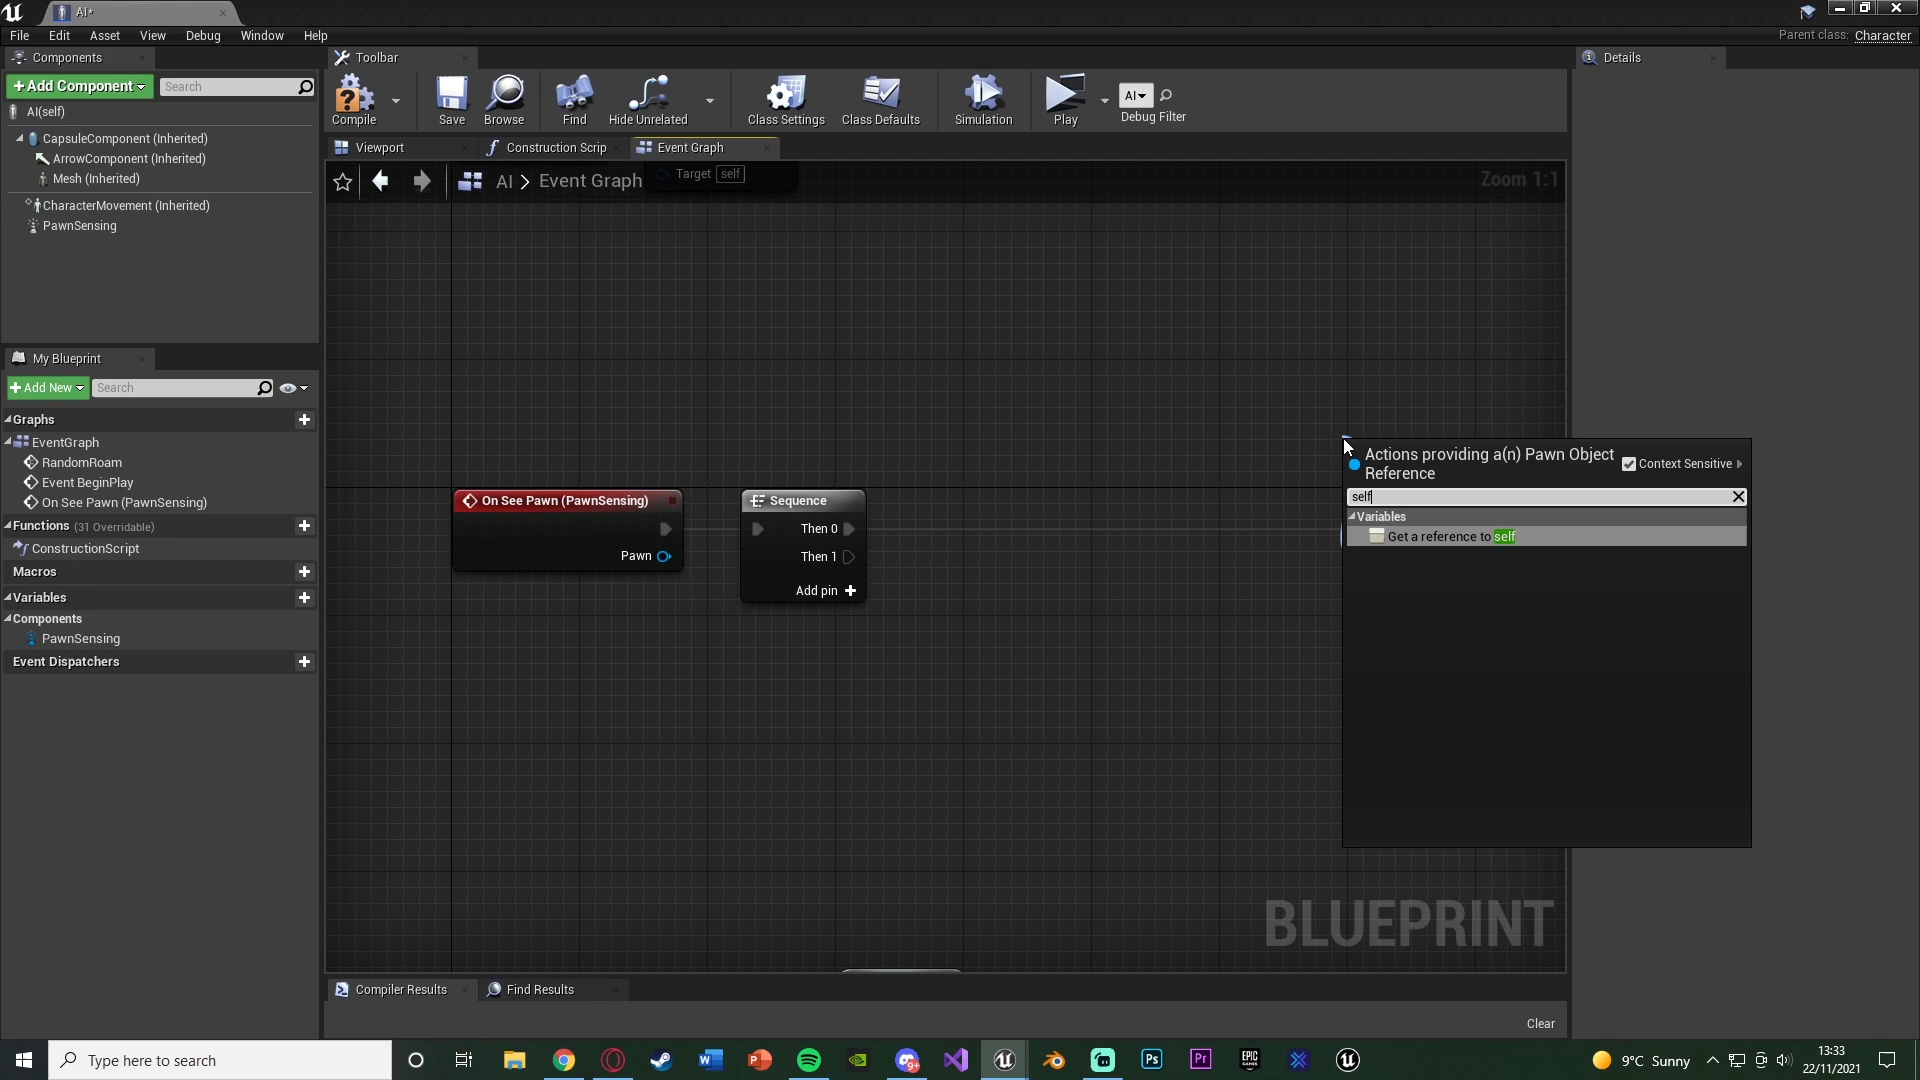 AI*
File Edit Asset View Debug Window Help
Parent class: Character
Components
Toolbar
Details
+Add Component
Search
AI(self)
CapsuleComponent (Inherited)
ArrowComponent (Inherited)
Mesh (Inherited)
CharacterMovement (Inherited)
PawnSensing
Compile
Save
Browse
Find
Hide Unrelated
Class Settings
Class Defaults
Simulation
Play
AI
Debug Filter
Viewport
Construction Scrip
Event Graph
AI > Event Graph
Target self
Zoom 1:1
My Blueprint
+Add New
Search
Graphs
EventGraph
RandomRoam
Event BeginPlay
On See Pawn (PawnSensing)
Functions (31 Overridable)
ConstructionScript
Macros
Variables
Components
PawnSensing
Event Dispatchers
On See Pawn (PawnSensing)
Pawn
Sequence
Then 0
Then 1
Add pin +
Actions providing a(n) Pawn Object
Reference
Context Sensitive
self
Variables
Get a reference to self
BLUEPRINT
Compiler Results
Find Results
Clear
Type here to search
9+
Ps
Pr
EPIC
GAMES
9°C Sunny
13:33
22/11/2021